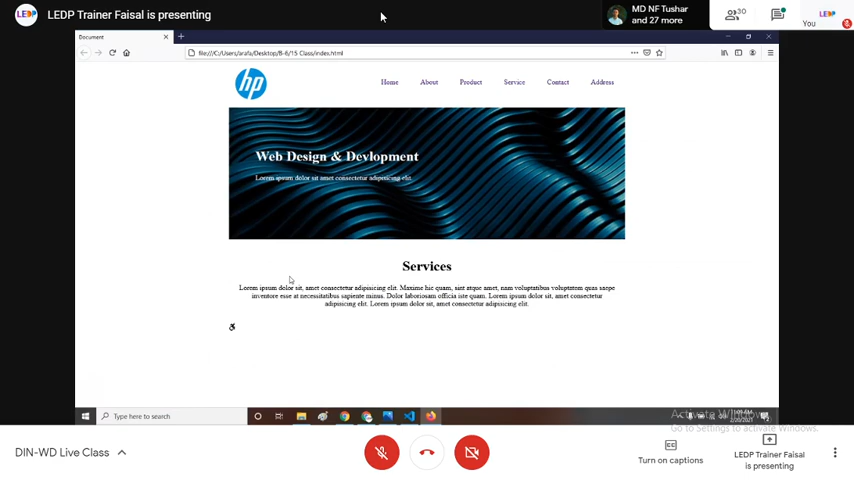 LEDP Trainer Faisal is presenting
MD NF Tushar
and 27 more
30
LEDP
You
Document
file:///C:/Users/arafa/Desktop/B-6/15 Class/index.html
hp
Home About Product Service Contact Address
Web Design & Devlopment
Lorem ipsum dolor sit amet consectetur adipisicing elit.
Services
Lorem ipsum dolor sit, amet consectetur adipisicing elit. Maxime hic quam, sint atque amet, nam voluptatibus voluptatem quas saepe
inventore esse at necessitatibus sapiente minus. Dolor laboriosam officia iste quam. Lorem ipsum dolor sit, amet consectetur
adipisicing elit. Lorem ipsum dolor sit, amet consectetur adipisicing elit.
Type here to search
Activate Windows
Go to Settings to activate Windows.
DIN-WD Live Class
CC
Turn on captions
LEDP Trainer Faisal
is presenting